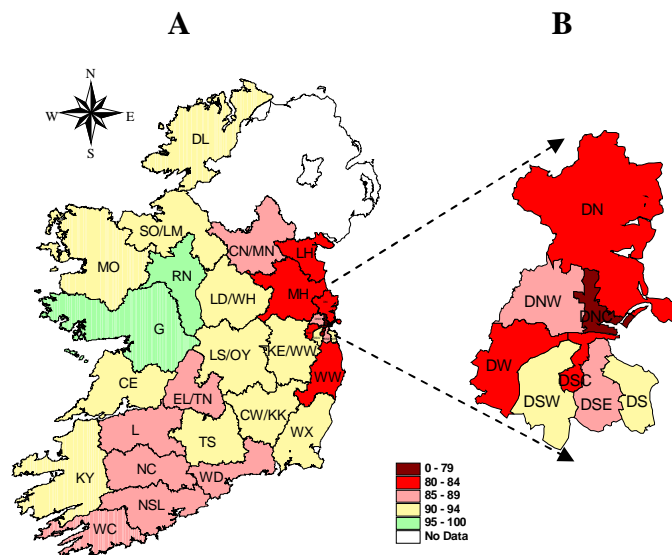 A
B
N
W E
S
DL
SO/LM
MO
RN
CN/MN
LH
LD/WH
MH
G
LS/OY
KE/WW
WW
CE
EL/TN
CW/KK
L
TS
WX
KY
NC
WD
NSL
WC
DN
DNW
DNC
DW
DSC
DSW
DSE
DS
0 - 79
80 - 84
85 - 89
90 - 94
95 - 100
No Data